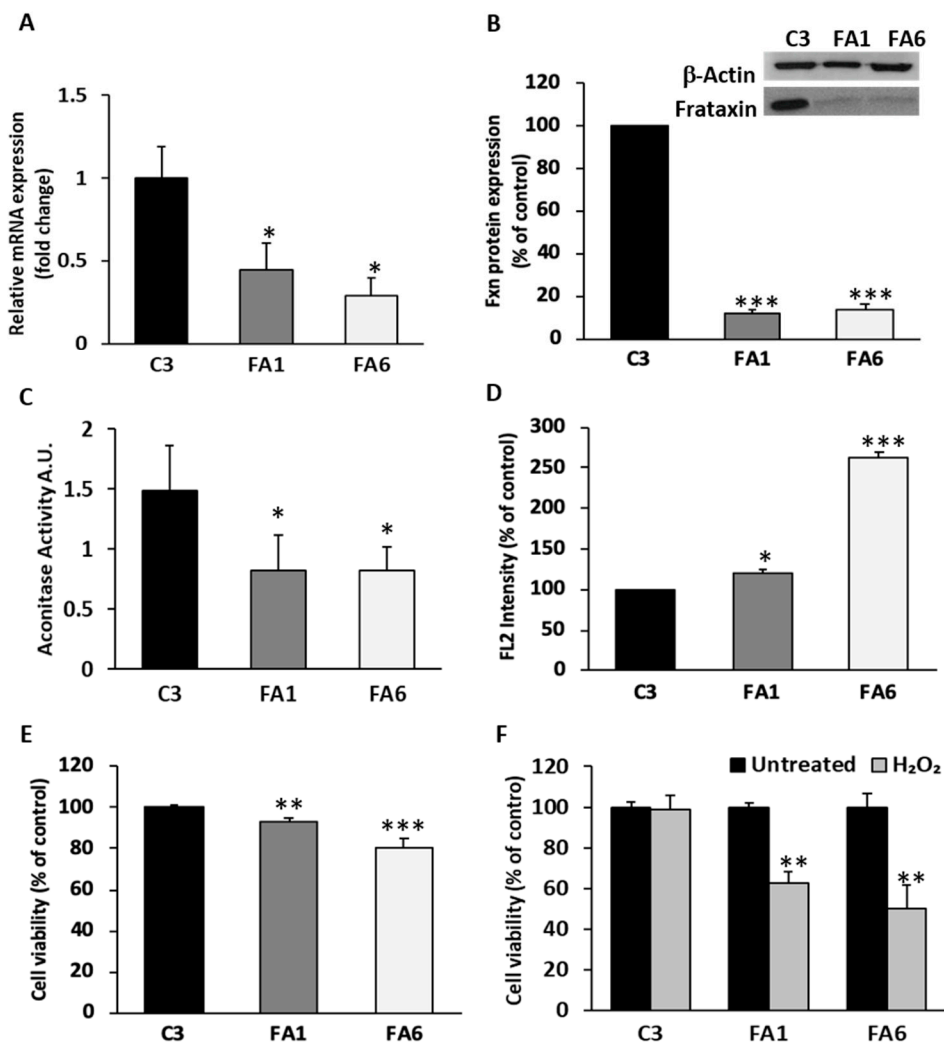 A
Relative mRNA expression
(fold change)
1.5
1
0.5
0
*
*
C3 FA1 FA6
B
C3 FA1 FA6
β-Actin
Frataxin
Fxn protein expression
(% of control)
120
100
80
60
40
20
0
***
***
C3 FA1 FA6
C
Aconitase Activity A.U.
2
1.5
1
0.5
0
*
*
C3 FA1 FA6
D
FL2 Intensity (% of control)
300
250
200
150
100
50
0
*
***
C3 FA1 FA6
E
Cell viability (% of control)
120
100
80
60
40
20
0
**
***
C3 FA1 FA6
F
Untreated H₂O₂
Cell viability (% of contro)
120
100
80
60
40
20
0
**
**
C3 FA1 FA6